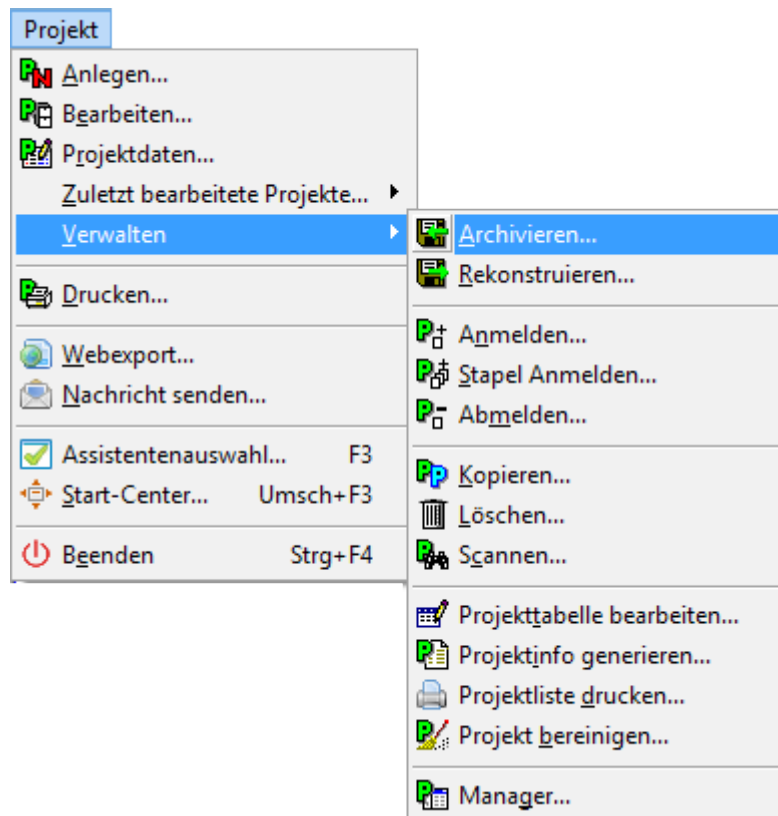 Projekt
Anlegen...
Bearbeiten...
Projektdaten...
Zuletzt bearbeitete Projekte...
Verwalten
Drucken...
Webexport...
Nachricht senden...
Assistentenauswahl... F3
Start-Center... Umsch+F3
Beenden Strg+F4
Archivieren...
Rekonstruieren...
Anmelden...
Stapel Anmelden...
Abmelden...
Kopieren...
Löschen...
Scannen...
Projekttabelle bearbeiten...
Projektinfo generieren...
Projektliste drucken...
Projekt bereinigen...
Manager...